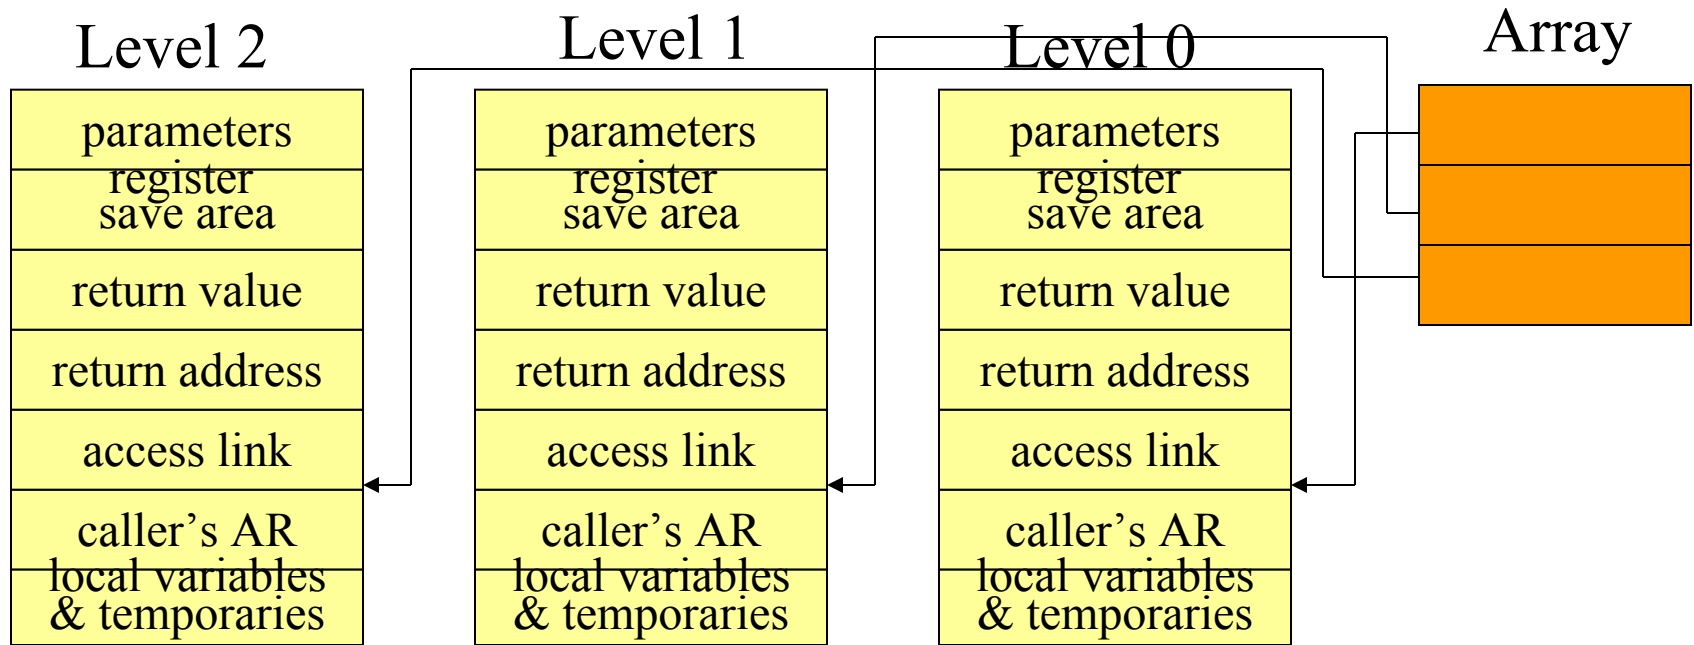 Level 2
Level 1
Level 0
Array
parameters
register
save area
return value
return address
access link
caller’s AR
local variables
& temporaries
parameters
register
save area
return value
return address
access link
caller’s AR
local variables
& temporaries
parameters
register
save area
return value
return address
access link
caller’s AR
local variables
& temporaries